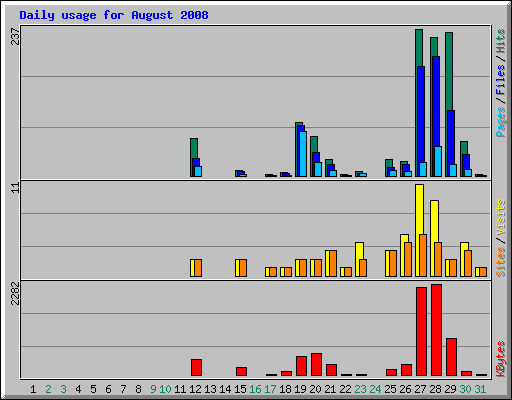 Daily usage for August 2008
237
Pages / Files / Hits
11
Sites / Visits
2282
KBytes
1 2 3 4 5 6 7 8 9 10 11 12 13 14 15 16 17 18 19 20 21 22 23 24 25 26 27 28 29 30 31